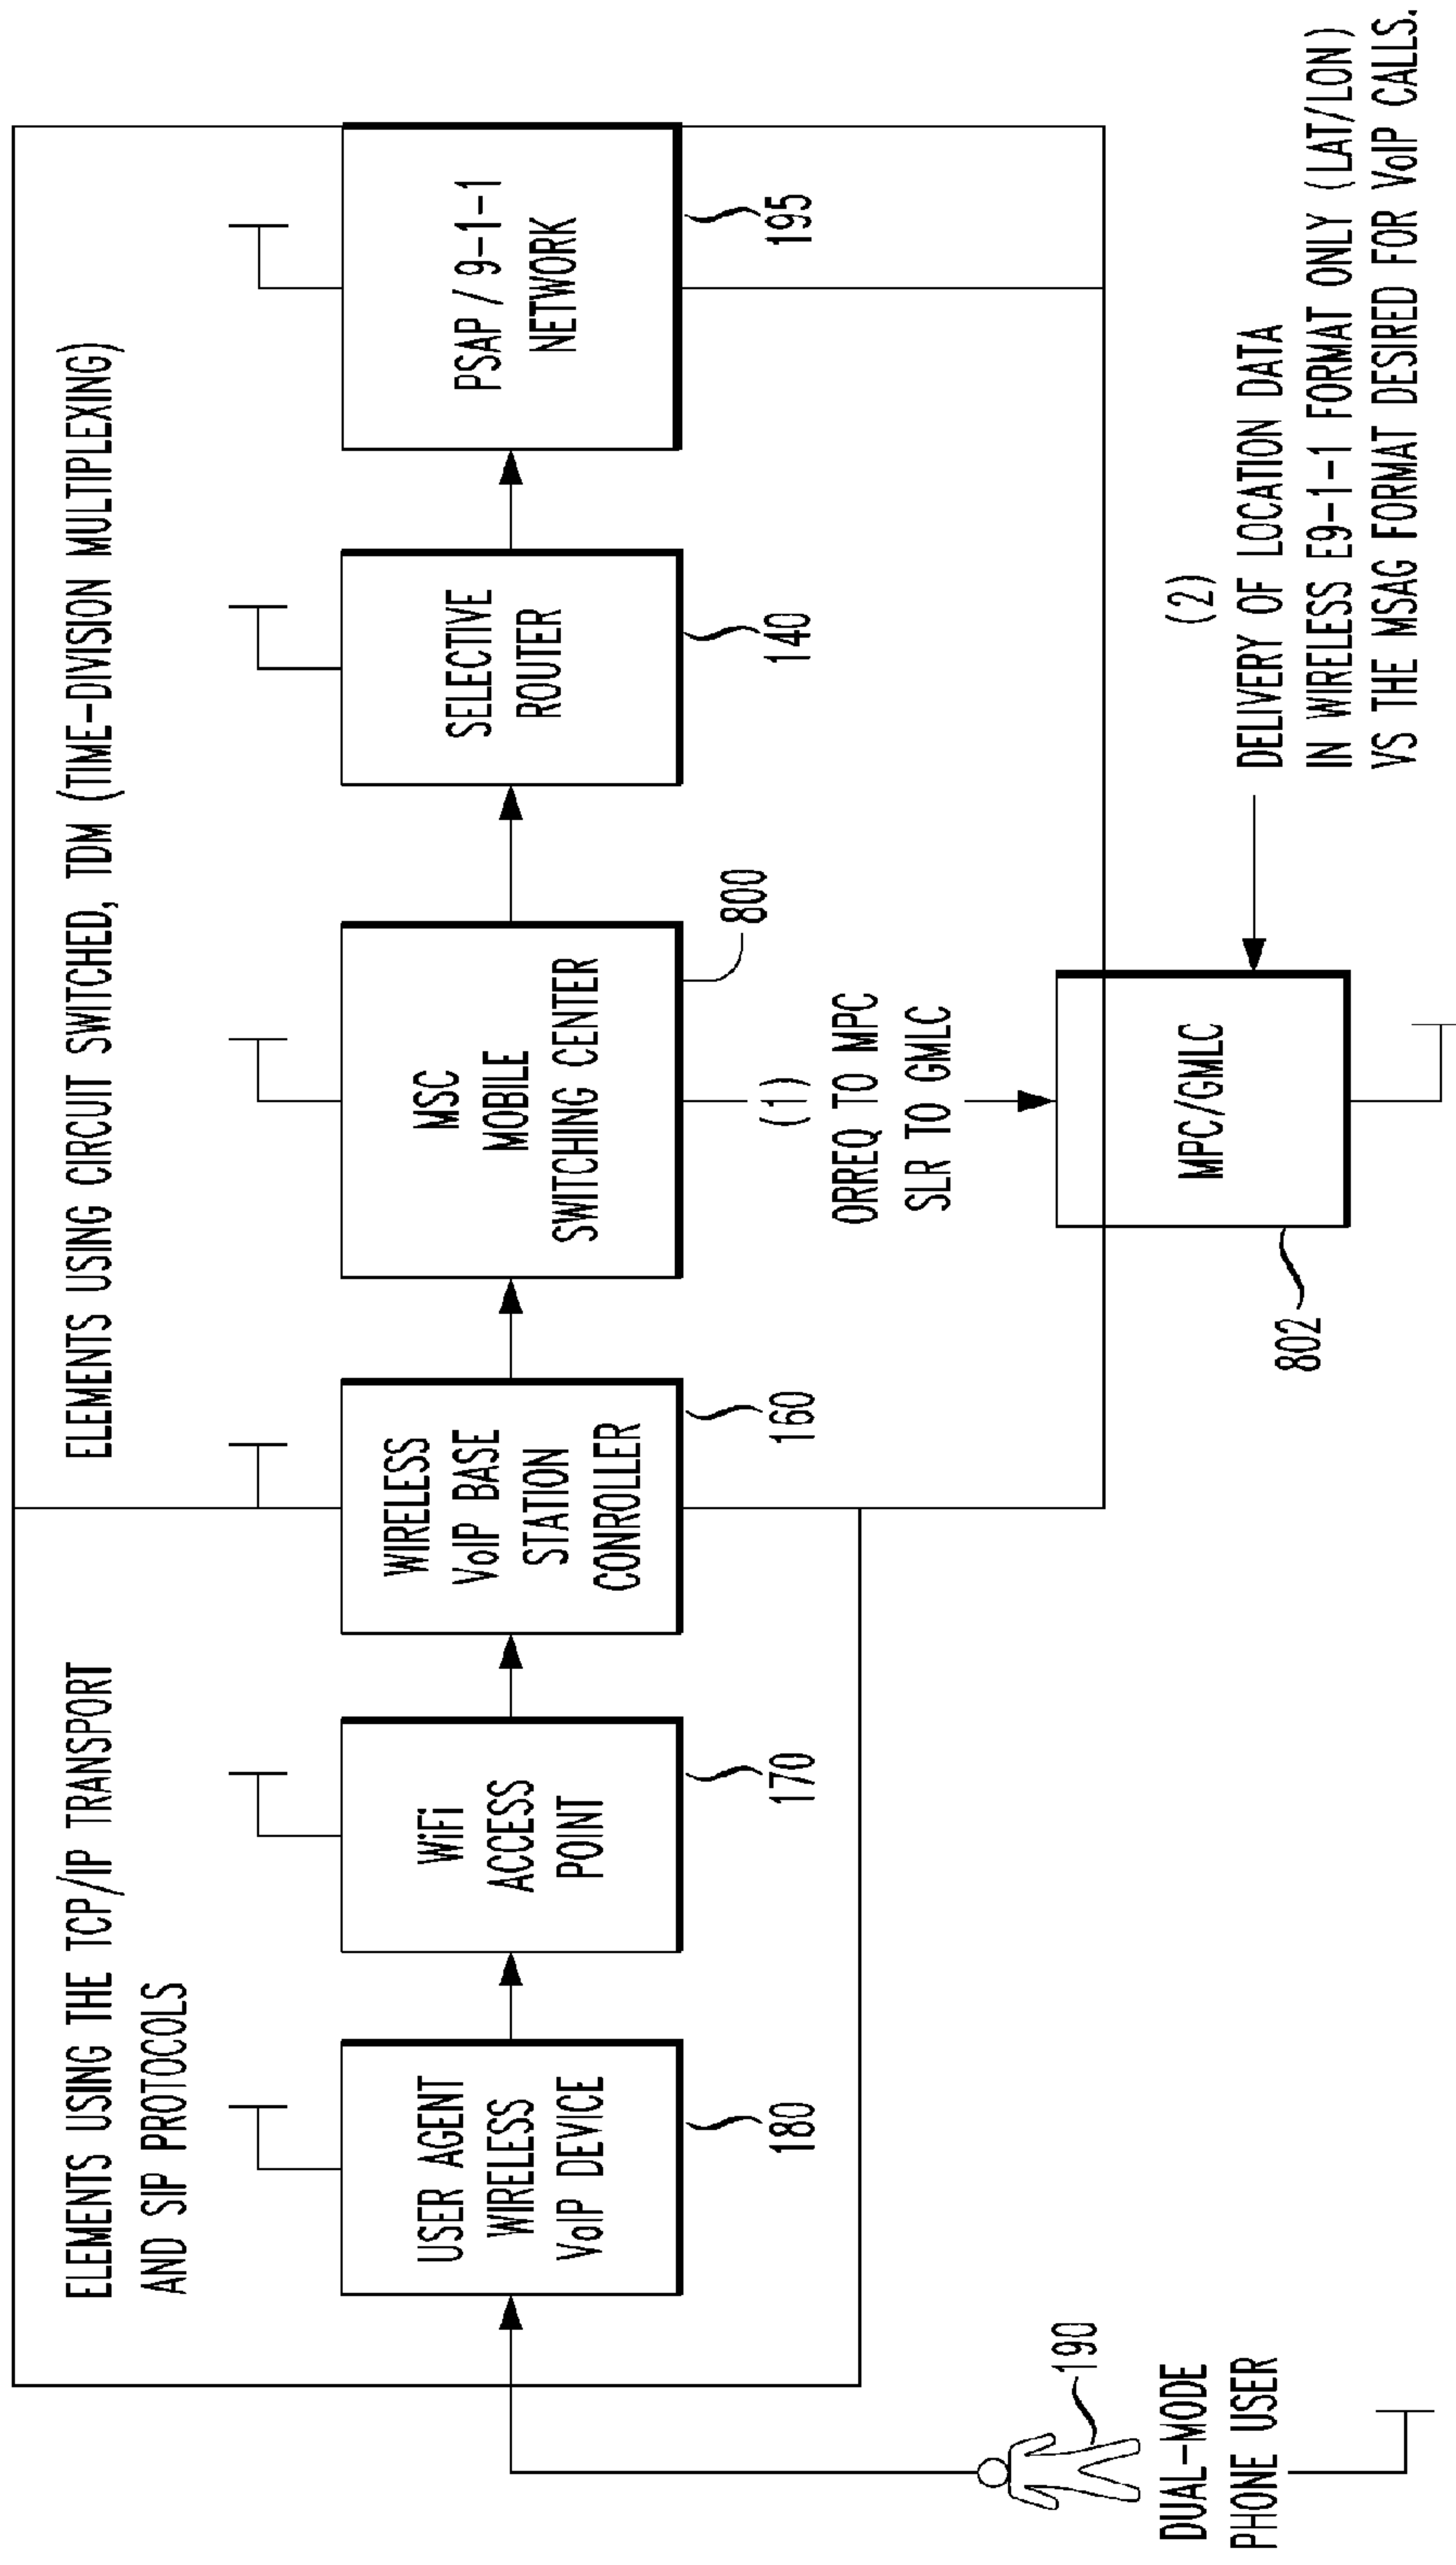 ELEMENTS USING THE TCP/IP TRANSPORT
AND SIP PROTOCOLS
ELEMENTS USING CIRCUIT SWITCHED, TDM (TIME-DIVISION MULTIPLEXING)
USER AGENT
WIRELESS
VoIP DEVICE
180
WiFi
ACCESS
POINT
170
WIRELESS
VoIP BASE
STATION
CONROLLER
160
MSC
MOBILE
SWITCHING CENTER
800
SELECTIVE
ROUTER
140
PSAP / 9-1-1
NETWORK
195
(1)
ORREQ TO MPC
SLR TO GMLC
MPC/GMLC
802
(2)
DELIVERY OF LOCATION DATA
IN WIRELESS E9-1-1 FORMAT ONLY (LAT/LON)
VS THE MSAG FORMAT DESIRED FOR VoIP CALLS.
190
DUAL-MODE
PHONE USER